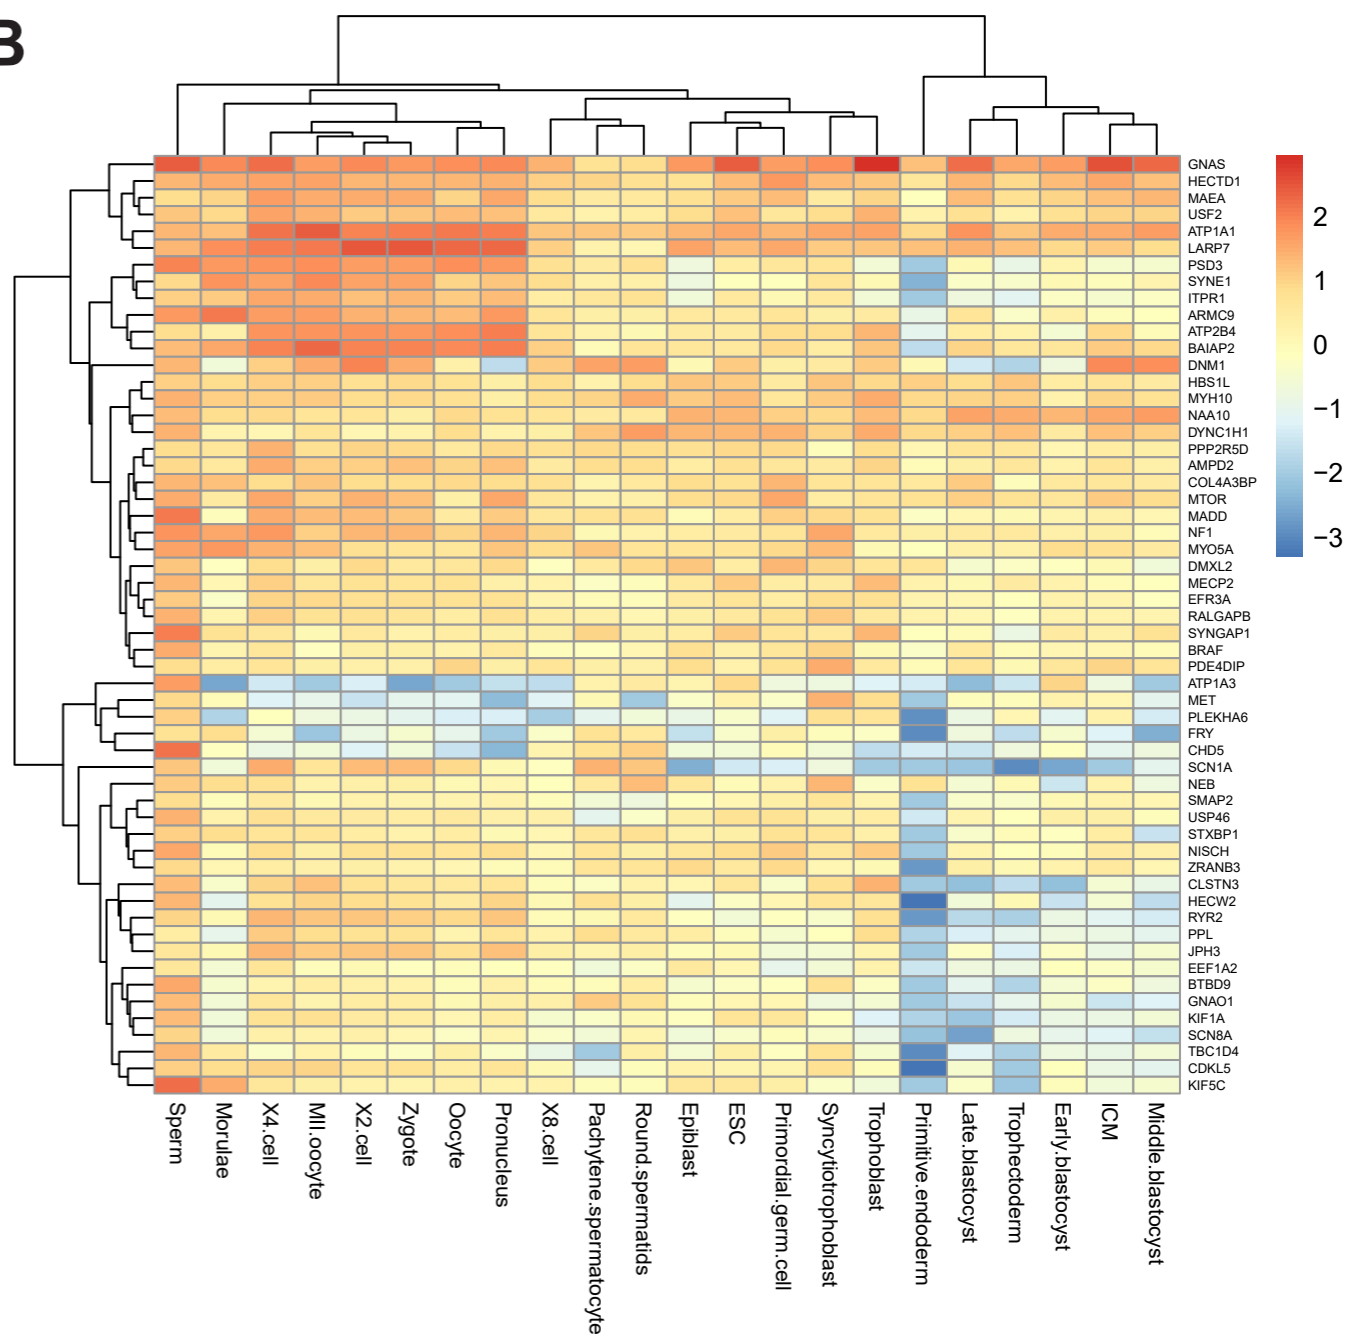 B
GNAS
HECTD1
MAEA
USF2
ATP1A1
LARP7
PSD3
SYNE1
ITPR1
ARMC9
ATP2B4
BAIAP2
DNM1
HBS1L
MYH10
NAA10
DYNC1H1
PPP2R5D
AMPD2
COL4A3BP
MTOR
MADD
NF1
MYO5A
DMXL2
MECP2
EFR3A
RALGAPB
SYNGAP1
BRAF
PDE4DIP
ATP1A3
MET
PLEKHA6
FRY
CHD5
SCN1A
NEB
SMAP2
USP46
STXBP1
NISCH
ZRANB3
CLSTN3
HECW2
RYR2
PPL
JPH3
EEF1A2
BTBD9
GNAO1
KIF1A
SCN8A
TBC1D4
CDKL5
KIF5C
2
1
0
−1
−2
−3
Sperm
Morulae
X4.cell
MII.oocyte
X2.cell
Zygote
Oocyte
Pronucleus
X8.cell
Pachytene.spermatocyte
Round.spermatids
Epiblast
ESC
Primordial.germ.cell
Syncytiotrophoblast
Trophoblast
Primitive.endoderm
Late.blastocyst
Trophectoderm
Early.blastocyst
ICM
Middle.blastocyst